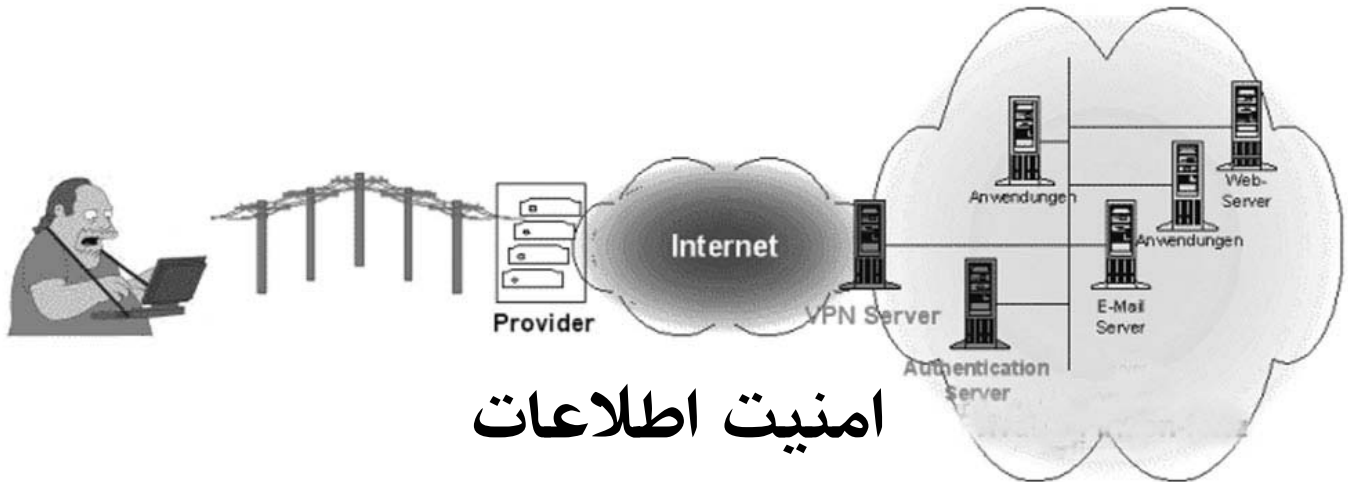 Anwendungen
Web-
Server
Anwendungen
Internet
E-Mail
Server
VPN Server
Provider
Authentication
Server
امنیت اطلاعات